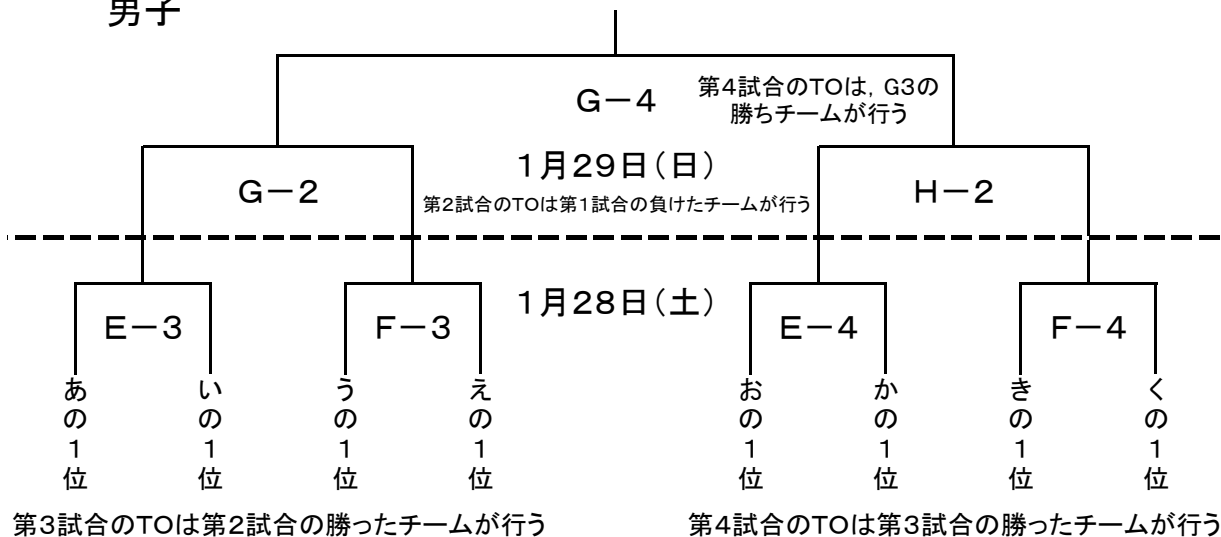 男子
G－4
第4試合のTOは，G3の
勝ちチームが行う
1月29日（日）
G－2
第2試合のTOは第1試合の負けたチームが行う
H－2
1月28日（土）
E－3
F－3
E－4
F－4
あの1位
いの1位
うの1位
えの1位
おの1位
かの1位
きの1位
くの1位
第3試合のTOは第2試合の勝ったチームが行う
第4試合のTOは第3試合の勝ったチームが行う